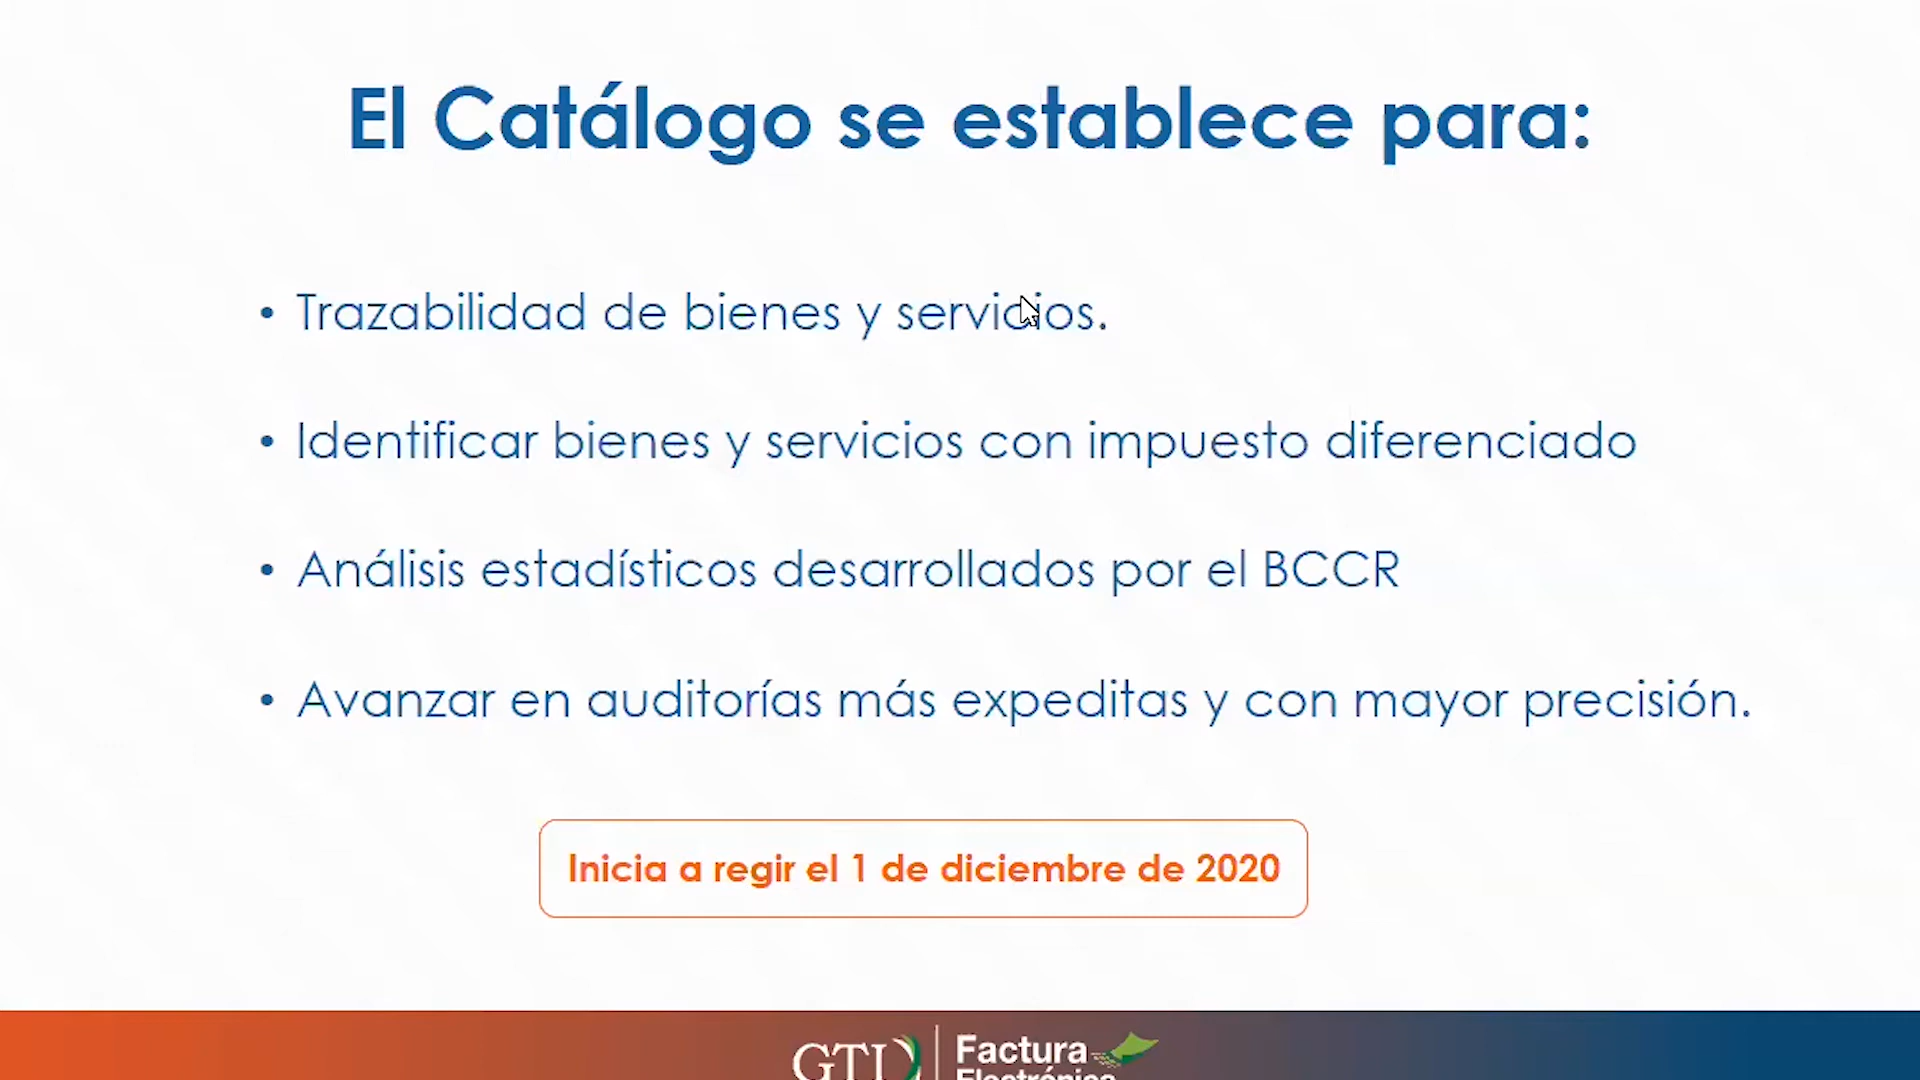 El Catálogo se establece para:
• Trazabilidad de bienes y servicios.
• Identificar bienes y servicios con impuesto diferenciado
• Análisis estadísticos desarrollados por el BCCR
• Avanzar en auditorías más expeditas y con mayor precisión.
Inicia a regir el 1 de diciembre de 2020
GTI
Factura
Electrónica